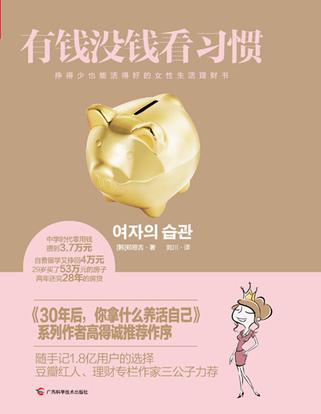 有钱没钱看习惯
挣得少也能活得好的女性生活理财书
여자의 습관
[韩]郑恩吉·著 刘川·译
中学时代零用钱
攒到3.7万元
自费留学又挣回4万元
29岁买了53万元的房子
两年还完28年的房贷
《30年后,你拿什么养活自己》
系列作者高得诚推荐作序
随手记1.8亿用户的选择
豆瓣红人、理财专栏作家三公子力荐
广西科学技术出版社